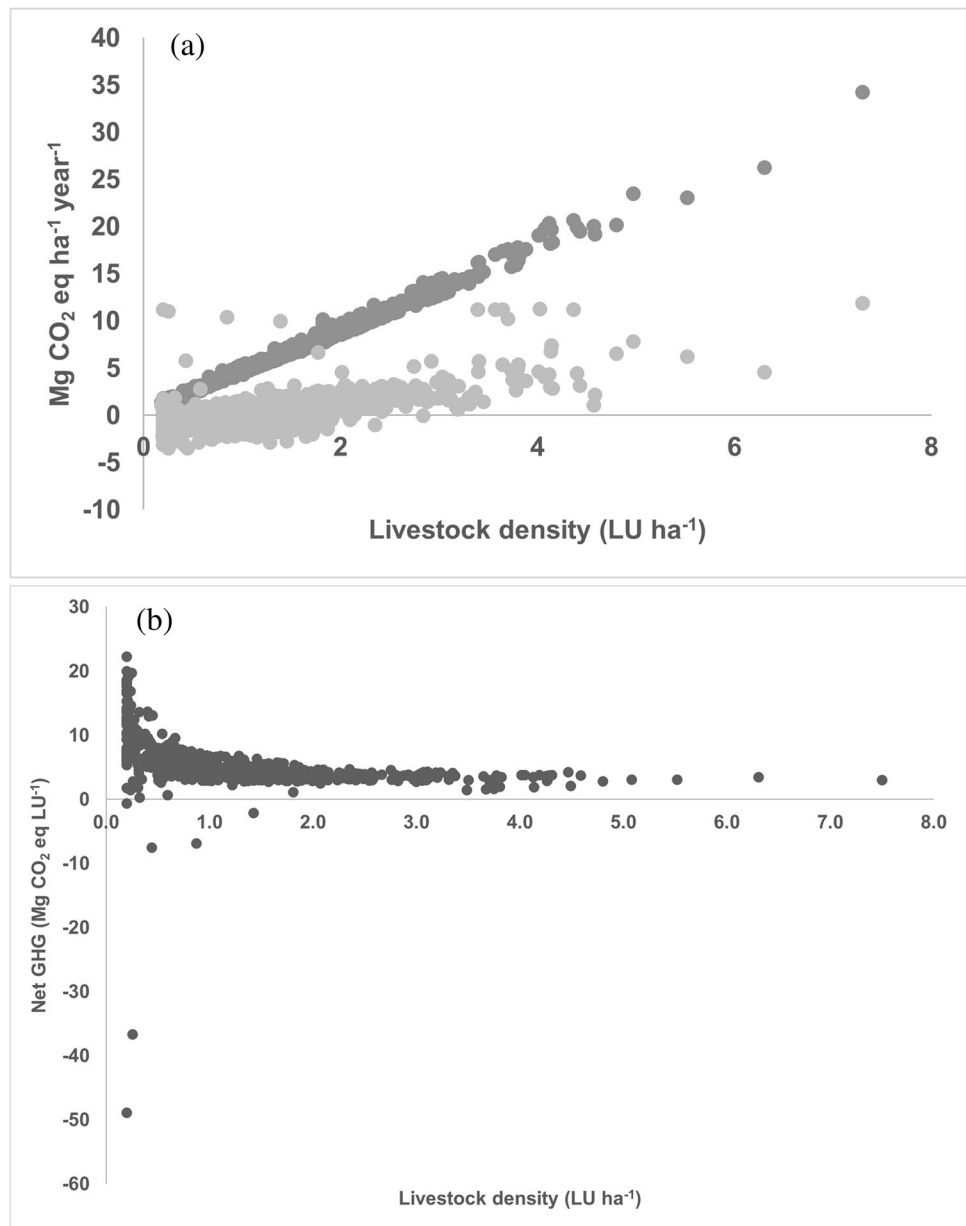 (a)
40
35
30
25
20
15
10
5
0
-5
-10
Mg CO₂ eq ha⁻¹ year⁻¹
0 2 4 6 8
Livestock density (LU ha⁻¹)
(b)
30
20
10
0
-10
-20
-30
-40
-50
-60
Net GHG (Mg CO₂ eq LU⁻¹)
0.0 1.0 2.0 3.0 4.0 5.0 6.0 7.0 8.0
Livestock density (LU ha⁻¹)